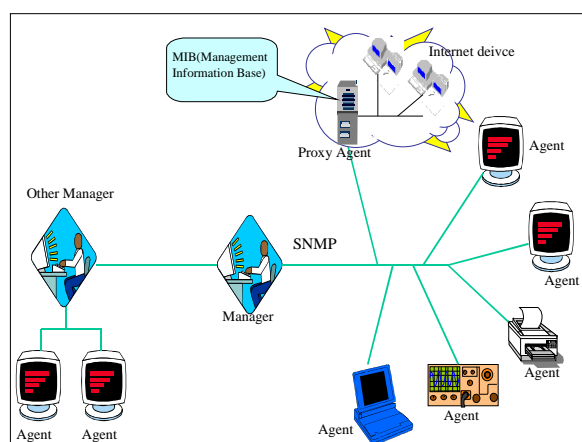 MIB(Management
Information Base)
Internet deivce
Proxy Agent
Agent
Other Manager
SNMP
Agent
Manager
Agent
Agent
Agent
Agent
Agent